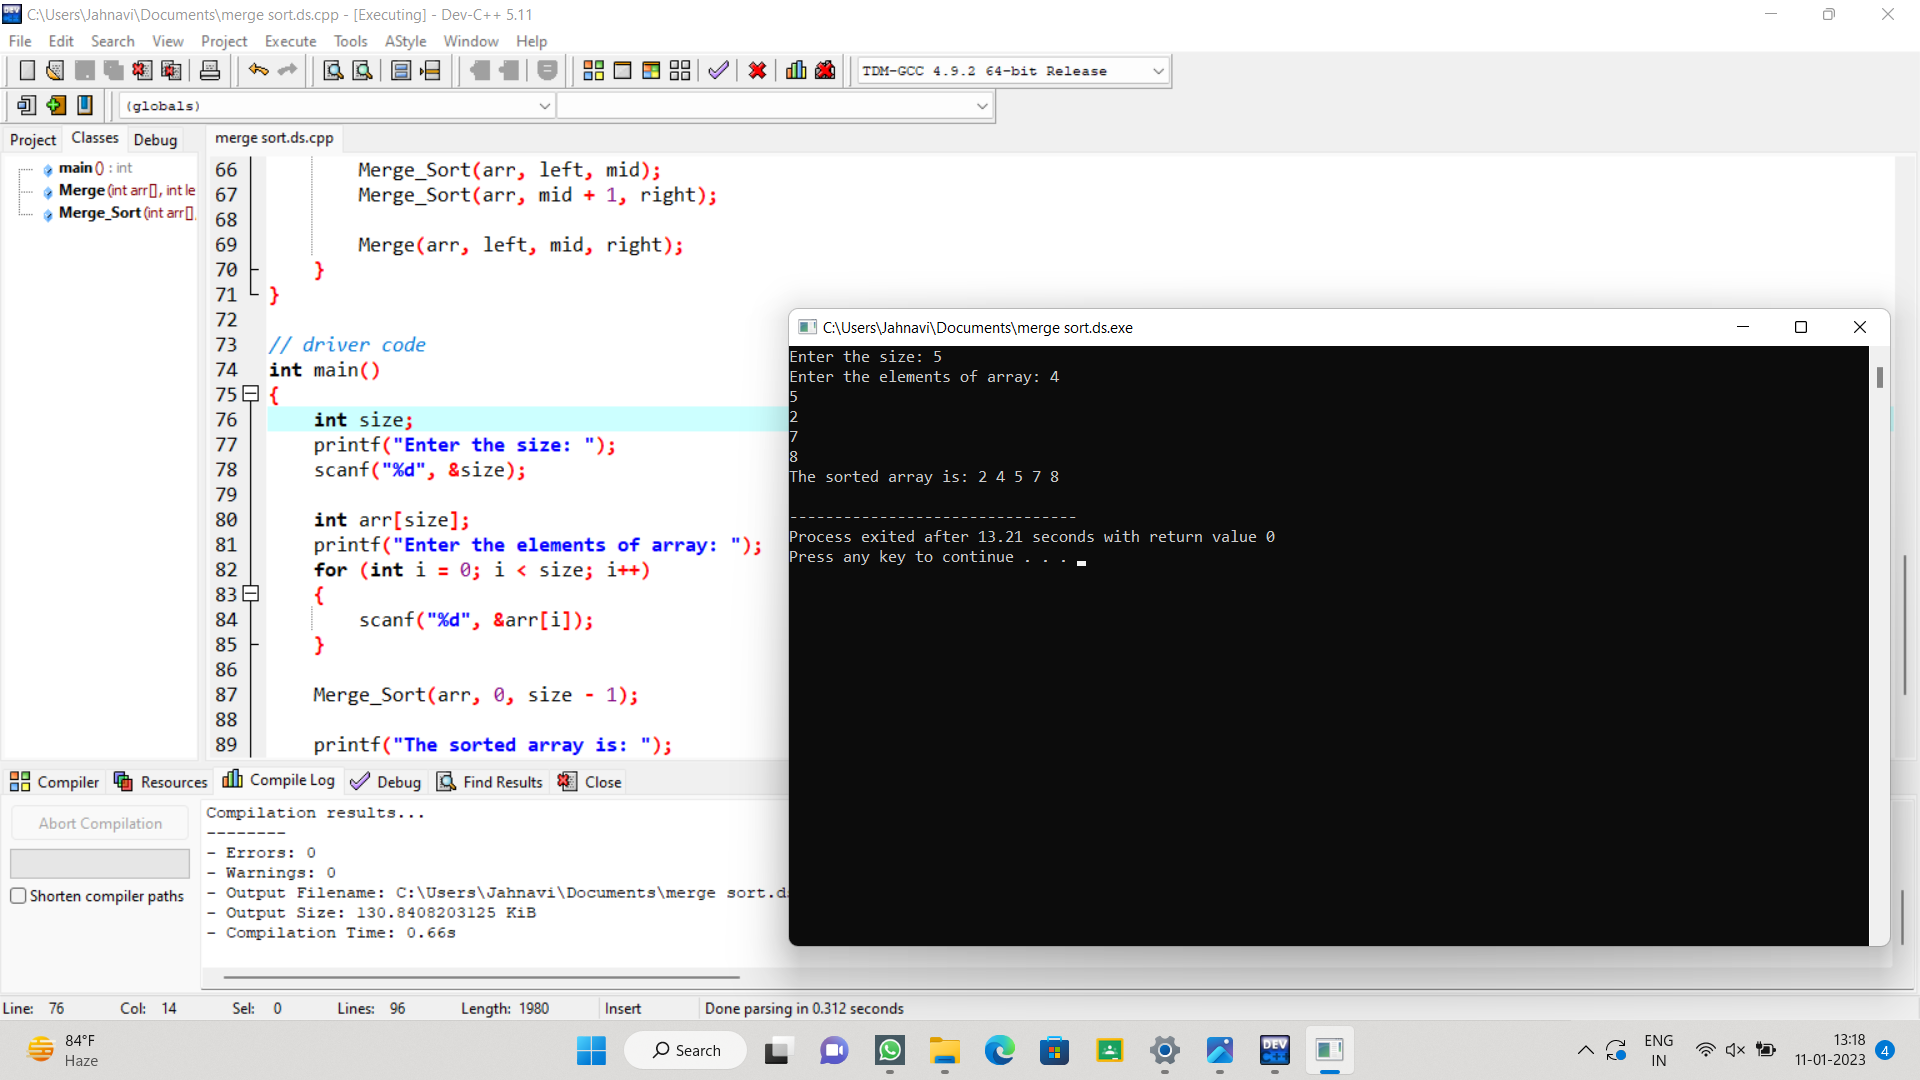 C:\Users\Jahnavi\Documents\merge sort.ds.cpp - [Executing] - Dev-C++ 5.11
File Edit Search View Project Execute Tools AStyle Window Help
TDM-GCC 4.9.2 64-bit Release
(globals)
Project Classes Debug
merge sort.ds.cpp
main () : int
Merge (int arr[], int le
Merge_Sort (int arr[],
66 Merge_Sort(arr, left, mid);
67 Merge_Sort(arr, mid + 1, right);
68
69 Merge(arr, left, mid, right);
70 }
71 }
72
73 // driver code
74 int main()
75 {
76 int size;
77 printf("Enter the size: ");
78 scanf("%d", &size);
79
80 int arr[size];
81 printf("Enter the elements of array: ");
82 for (int i = 0; i < size; i++)
83 {
84 scanf("%d", &arr[i]);
85 }
86
87 Merge_Sort(arr, 0, size - 1);
88
89 printf("The sorted array is: ");
C:\Users\Jahnavi\Documents\merge sort.ds.exe
Enter the size: 5
Enter the elements of array: 4
5
2
7
8
The sorted array is: 2 4 5 7 8
--------------------------------
Process exited after 13.21 seconds with return value 0
Press any key to continue . . .
Compiler Resources Compile Log Debug Find Results Close
Abort Compilation
Shorten compiler paths
Compilation results...
--------
- Errors: 0
- Warnings: 0
- Output Filename: C:\Users\Jahnavi\Documents\merge sort.d
- Output Size: 130.8408203125 KiB
- Compilation Time: 0.66s
Line: 76 Col: 14 Sel: 0 Lines: 96 Length: 1980 Insert Done parsing in 0.312 seconds
84°F
Haze
Search
DEV
ENG
IN
13:18
11-01-2023
4